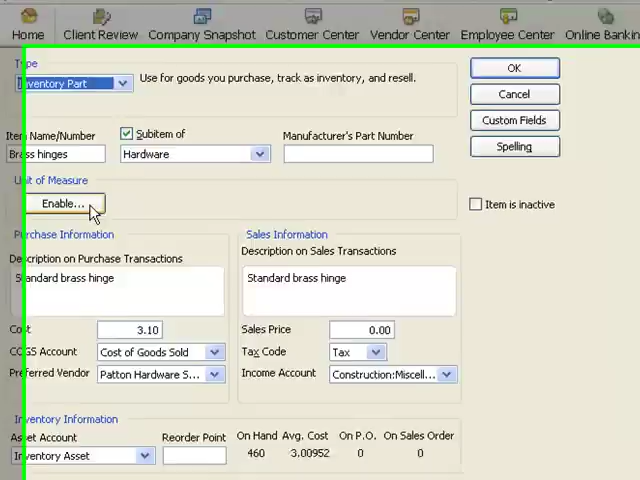 Home Client Review Company Snapshot Customer Center Vendor Center Employee Center Online Bankin
Type
Inventory Part Use for goods you purchase, track as inventory, and resell.
OK
Cancel
Custom Fields
Spelling
Item Name/Number Subitem of Manufacturer's Part Number
Brass hinges Hardware
Unit of Measure
Enable... Item is inactive
Purchase Information Sales Information
Description on Purchase Transactions Description on Sales Transactions
Standard brass hinge Standard brass hinge
Cost 3.10 Sales Price 0.00
COGS Account Cost of Goods Sold Tax Code Tax
Preferred Vendor Patton Hardware S... Income Account Construction:Miscell...
Inventory Information
Asset Account Reorder Point On Hand Avg. Cost On P.O. On Sales Order
Inventory Asset 460 3.00952 0 0